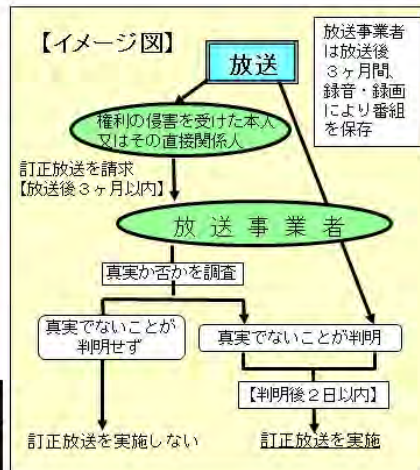 【イメージ図】
放送
放送事業者
は放送後
３ヶ月間、
録音・録画
により番組
を保存
権利の侵害を受けた本人
又はその直接関係人
訂正放送を請求
【放送後３ヶ月以内】
放送事業者
真実か否かを調査
真実でないことが
判明せず
真実でないことが判明
【判明後２日以内】
訂正放送を実施しない
訂正放送を実施